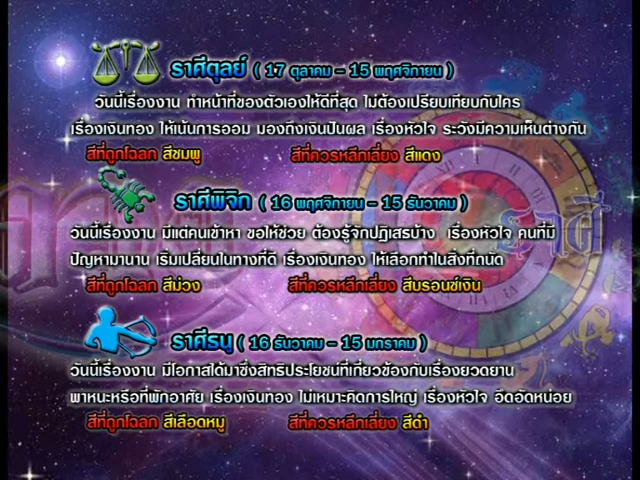 ราศีตุลย์ ( 17 ตุลาคม – 15 พฤศจิกายน )
วันนี้เรื่องงาน ทำหน้าที่ของตัวเองให้ดีที่สุด ไม่ต้องเปรียบเทียบกับใคร
เรื่องเงินทอง ให้เน้นการออม มองถึงเงินปันผล เรื่องหัวใจ ระวังมีความเห็นต่างกัน
สีที่ถูกโฉลก สีชมพู สีที่ควรหลีกเลี่ยง สีแดง
ราศีพิจิก ( 16 พฤศจิกายน – 15 ธันวาคม )
วันนี้เรื่องงาน มีแต่คนเข้าหา ขอให้ช่วย ต้องรู้จักปฏิเสธบ้าง เรื่องหัวใจ คนที่มี
ปัญหามานาน เริ่มเปลี่ยนในทางที่ดี เรื่องเงินทอง ให้เลือกทำในสิ่งที่ถนัด
สีที่ถูกโฉลก สีม่วง สีที่ควรหลีกเลี่ยง สีบรอนซ์เงิน
ราศีธนู ( 16 ธันวาคม – 15 มกราคม )
วันนี้เรื่องงาน มีโอกาสได้มาซึ่งสิทธิประโยชน์ที่เกี่ยวข้องกับเรื่องยวดยาน
พาหนะหรือที่พักอาศัย เรื่องเงินทอง ไม่เหมาะคิดการใหญ่ เรื่องหัวใจ อึดอัดหน่อย
สีที่ถูกโฉลก สีเลือดหมู สีที่ควรหลีกเลี่ยง สีดำ
ราศี